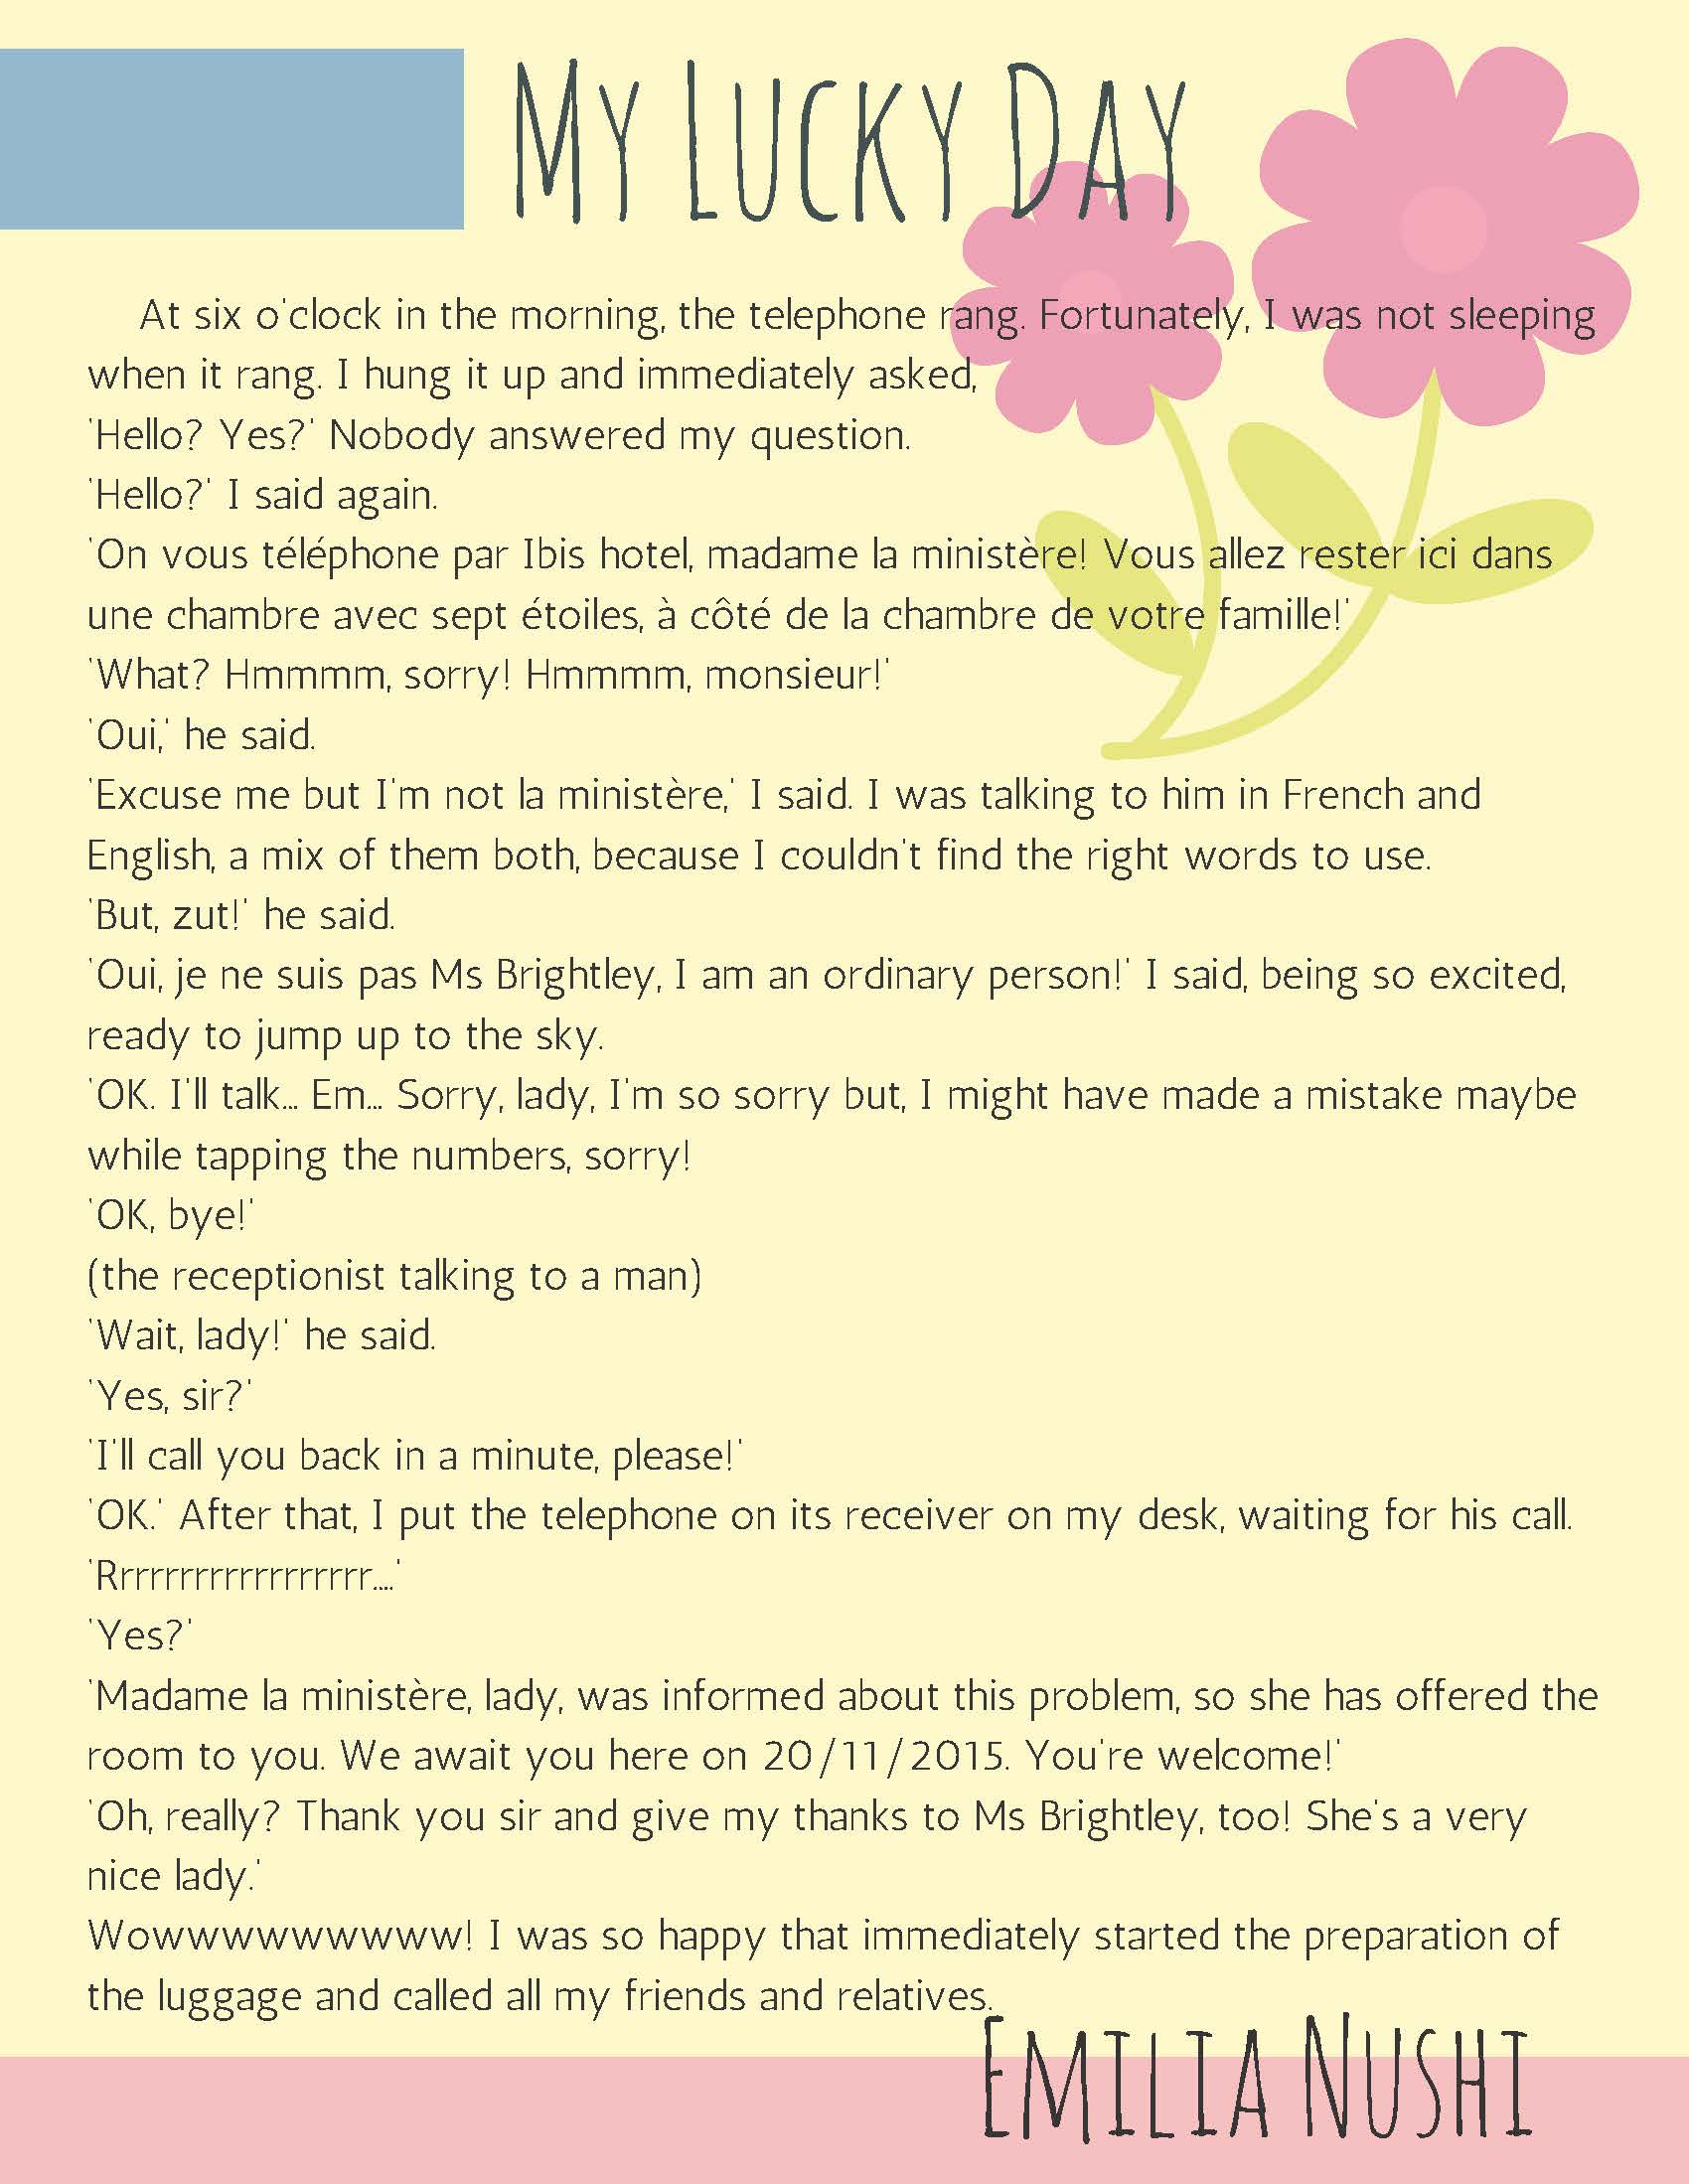 My Lucky Day
At six o'clock in the morning, the telephone rang. Fortunately, I was not sleeping
when it rang. I hung it up and immediately asked,
'Hello? Yes?' Nobody answered my question.
'Hello?' I said again.
'On vous téléphone par Ibis hotel, madame la ministère! Vous allez rester ici dans
une chambre avec sept étoiles, à côté de la chambre de votre famille!'
'What? Hmmmm, sorry! Hmmmm, monsieur!'
'Oui,' he said.
'Excuse me but I'm not la ministère,' I said. I was talking to him in French and
English, a mix of them both, because I couldn't find the right words to use.
'But, zut!' he said.
'Oui, je ne suis pas Ms Brightley, I am an ordinary person!' I said, being so excited,
ready to jump up to the sky.
'OK. I'll talk... Em... Sorry, lady, I'm so sorry but, I might have made a mistake maybe
while tapping the numbers, sorry!
'OK, bye!'
(the receptionist talking to a man)
'Wait, lady!' he said.
'Yes, sir?'
'I'll call you back in a minute, please!'
'OK.' After that, I put the telephone on its receiver on my desk, waiting for his call.
'Rrrrrrrrrrrrrrrrrr....'
'Yes?'
'Madame la ministère, lady, was informed about this problem, so she has offered the
room to you. We await you here on 20/11/2015. You're welcome!'
'Oh, really? Thank you sir and give my thanks to Ms Brightley, too! She's a very
nice lady.'
Wowwwwwwwwww! I was so happy that immediately started the preparation of
the luggage and called all my friends and relatives.
Emilia Nushi